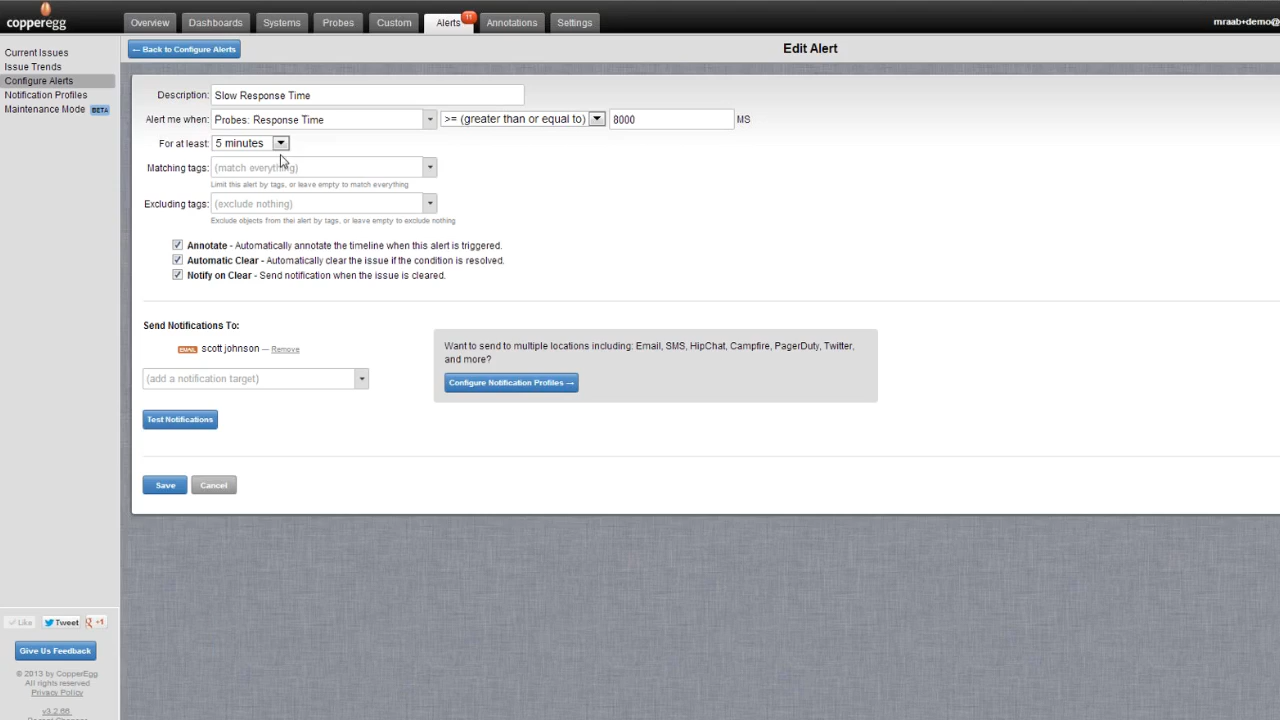 copperegg
Overview Dashboards Systems Probes Custom Alerts 11 Annotations Settings
mraab+demo@
Current Issues
Issue Trends
Configure Alerts
Notification Profiles
Maintenance Mode BETA
← Back to Configure Alerts
Edit Alert
Description: Slow Response Time
Alert me when: Probes: Response Time >= (greater than or equal to) 8000 MS
For at least: 5 minutes
Matching tags: (match everything)
Limit this alert by tags, or leave empty to match everything
Excluding tags: (exclude nothing)
Exclude objects from thei alert by tags, or leave empty to exclude nothing
Annotate - Automatically annotate the timeline when this alert is triggered.
Automatic Clear - Automatically clear the issue if the condition is resolved.
Notify on Clear - Send notification when the issue is cleared.
Send Notifications To:
EMAIL scott johnson — Remove
(add a notification target)
Want to send to multiple locations including: Email, SMS, HipChat, Campfire, PagerDuty, Twitter,
and more?
Configure Notification Profiles →
Test Notifications
Save Cancel
Like Tweet +1
Give Us Feedback
© 2013 by CopperEgg
All rights reserved
Privacy Policy
v3.2.66